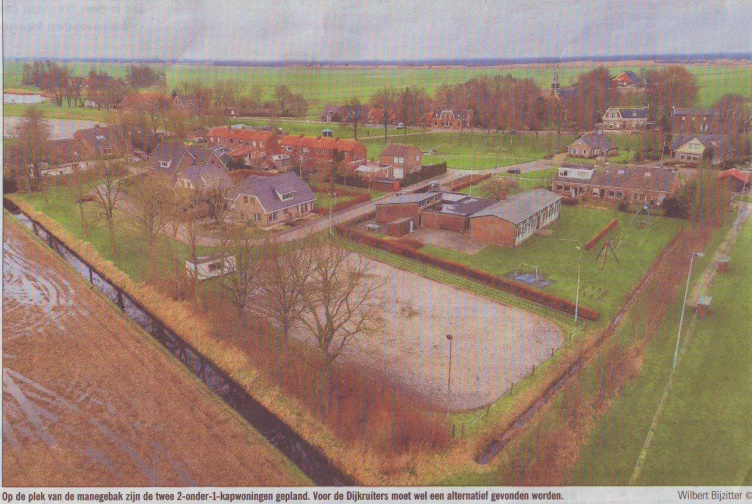 Op de plek van de manegebak zijn de twee 2-onder-1-kapwoningen gepland. Voor de Dijkruiters moet wel een alternatief gevonden worden. Wilbert Bijzitter ©